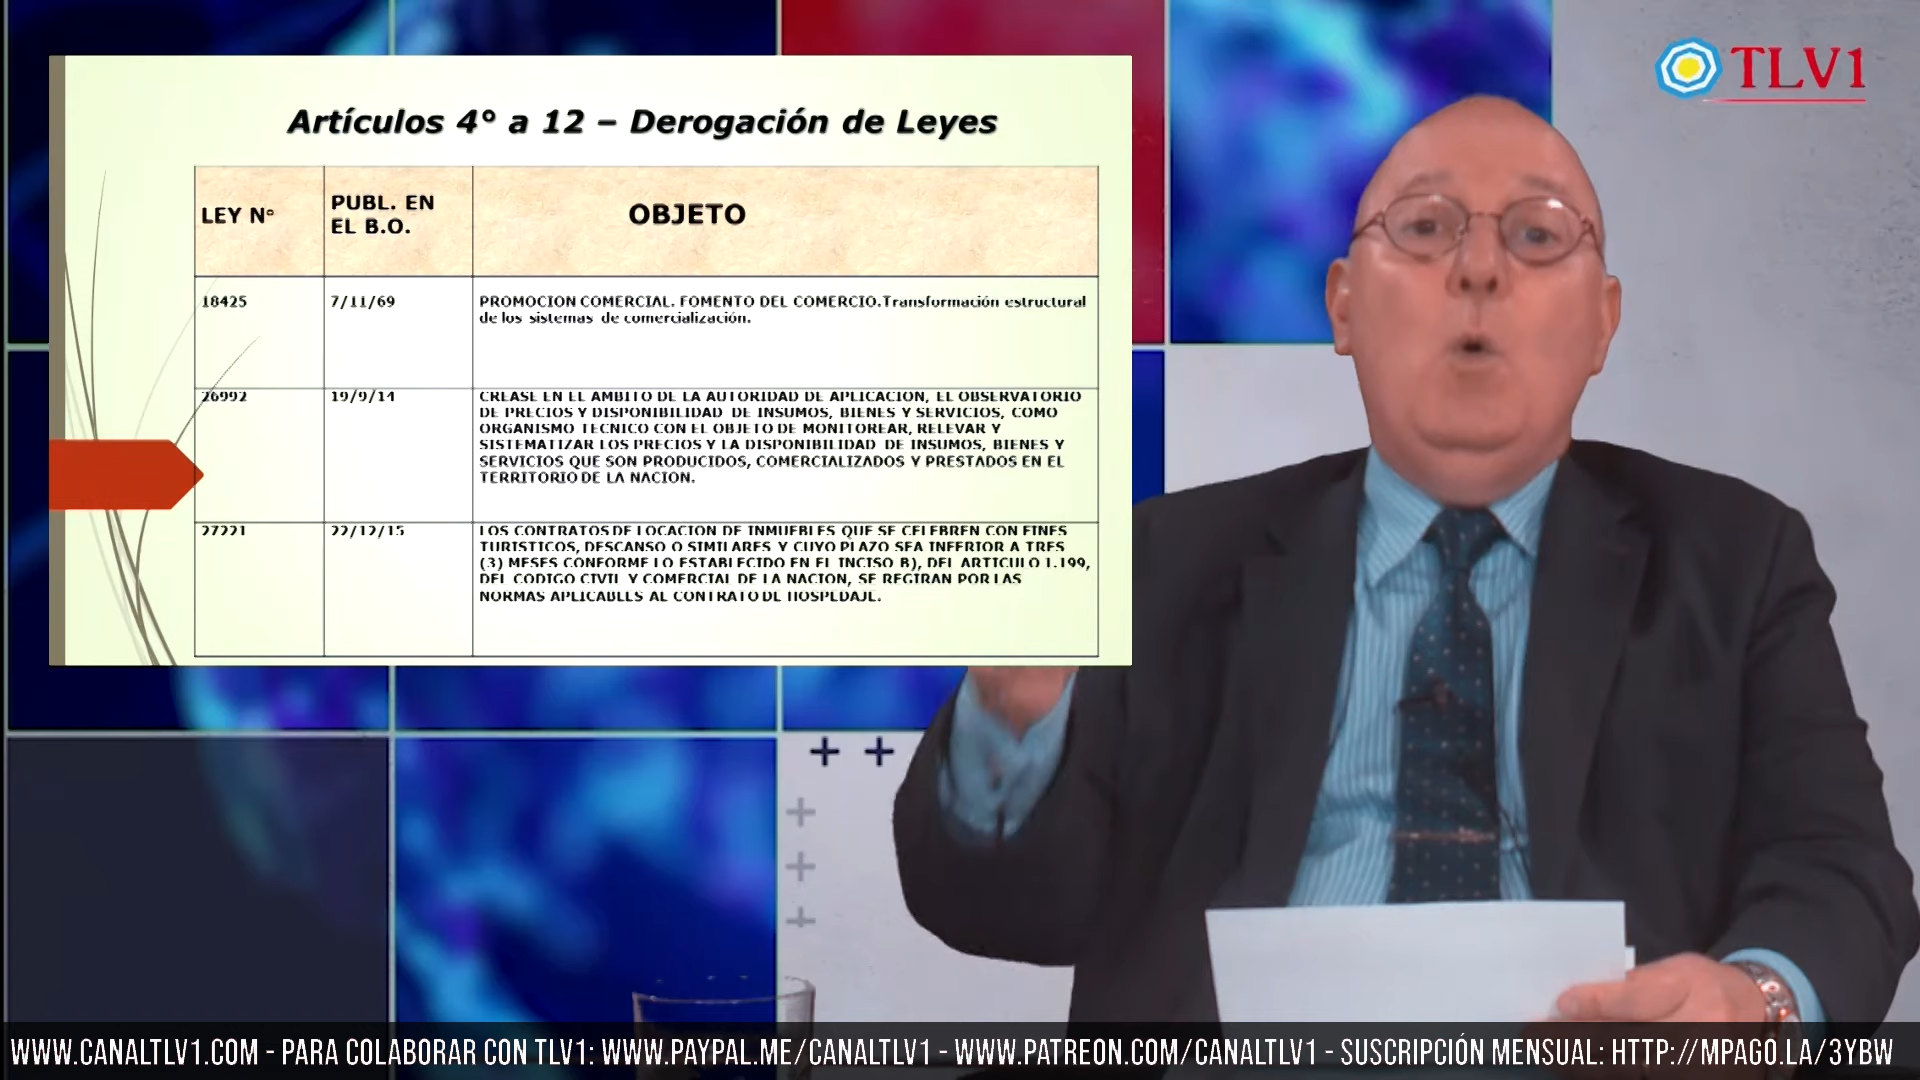 TLV1
Artículos 4° a 12 – Derogación de Leyes
LEY N°
PUBL. EN
EL B.O.
OBJETO
18425
7/11/69
PROMOCION COMERCIAL. FOMENTO DEL COMERCIO.Transformación estructural
de los sistemas de comercialización.
26992
19/9/14
CREASE EN EL AMBITO DE LA AUTORIDAD DE APLICACION, EL OBSERVATORIO
DE PRECIOS Y DISPONIBILIDAD DE INSUMOS, BIENES Y SERVICIOS, COMO
ORGANISMO TECNICO CON EL OBJETO DE MONITOREAR, RELEVAR Y
SISTEMATIZAR LOS PRECIOS Y LA DISPONIBILIDAD DE INSUMOS, BIENES Y
SERVICIOS QUE SON PRODUCIDOS, COMERCIALIZADOS Y PRESTADOS EN EL
TERRITORIO DE LA NACION.
27221
22/12/15
LOS CONTRATOS DE LOCACION DE INMUEBLES QUE SE CELEBREN CON FINES
TURISTICOS, DESCANSO O SIMILARES Y CUYO PLAZO SEA INFERIOR A TRES
(3) MESES CONFORME LO ESTABLECIDO EN EL INCISO B), DEL ARTICULO 1.199,
DEL CODIGO CIVIL Y COMERCIAL DE LA NACION, SE REGIRAN POR LAS
NORMAS APLICABLES AL CONTRATO DE HOSPEDAJE.
WWW.CANALTLV1.COM - PARA COLABORAR CON TLV1: WWW.PAYPAL.ME/CANALTLV1 - WWW.PATREON.COM/CANALTLV1 - SUSCRIPCIÓN MENSUAL: HTTP://MPAGO.LA/3YBW